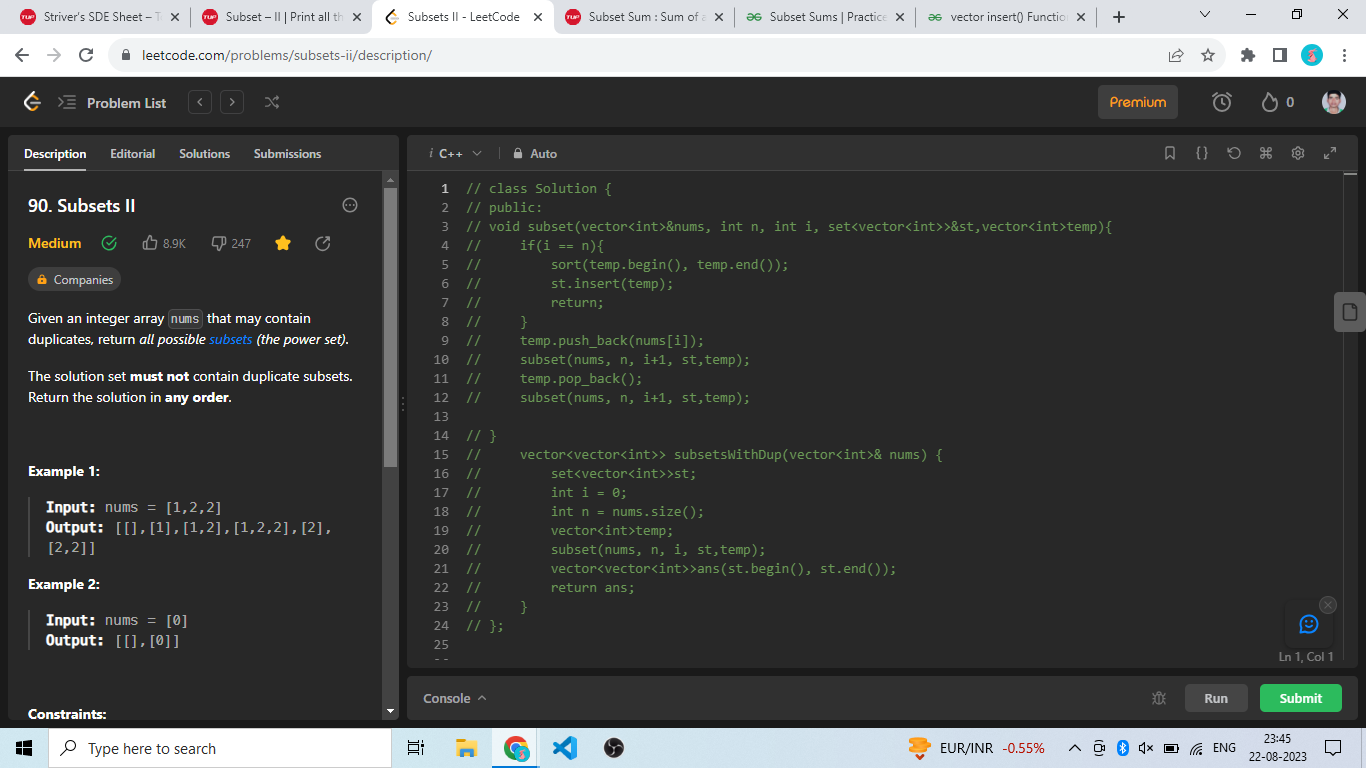 Striver's SDE Sheet – T
Subset – II | Print all th
Subsets II - LeetCode
Subset Sum : Sum of a
Subset Sums | Practice
vector insert() Functio
leetcode.com/problems/subsets-ii/description/
Problem List
Premium
0
Description Editorial Solutions Submissions
90. Subsets II
Medium 8.9K 247
Companies
Given an integer array nums that may contain
duplicates, return all possible subsets (the power set).
The solution set must not contain duplicate subsets.
Return the solution in any order.
Example 1:
Input: nums = [1,2,2]
Output: [[],[1],[1,2],[1,2,2],[2],
[2,2]]
Example 2:
Input: nums = [0]
Output: [[],[0]]
Constraints:
i C++ Auto
1 // class Solution {
2 // public:
3 // void subset(vector<int>&nums, int n, int i, set<vector<int>>&st,vector<int>temp){
4 //     if(i == n){
5 //         sort(temp.begin(), temp.end());
6 //         st.insert(temp);
7 //         return;
8 //     }
9 //     temp.push_back(nums[i]);
10 //     subset(nums, n, i+1, st,temp);
11 //     temp.pop_back();
12 //     subset(nums, n, i+1, st,temp);
13
14 // }
15 //     vector<vector<int>> subsetsWithDup(vector<int>& nums) {
16 //         set<vector<int>>st;
17 //         int i = 0;
18 //         int n = nums.size();
19 //         vector<int>temp;
20 //         subset(nums, n, i, st,temp);
21 //         vector<vector<int>>ans(st.begin(), st.end());
22 //         return ans;
23 //     }
24 // };
25
Ln 1, Col 1
Console
Run
Submit
Type here to search
EUR/INR -0.55%
ENG
23:45
22-08-2023